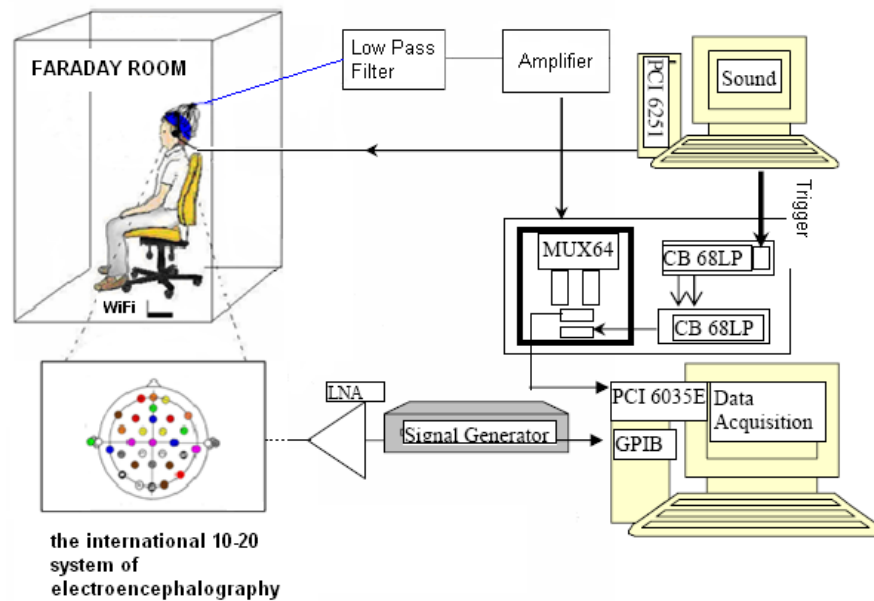 FARADAY ROOM
Low Pass
Filter
Amplifier
PCI 6251
Sound
Trigger
MUX64
CB 68LP
CB 68LP
WiFi
LNA
Signal Generator
PCI 6035E
Data
Acquisition
GPIB
the international 10-20
system of
electroencephalography